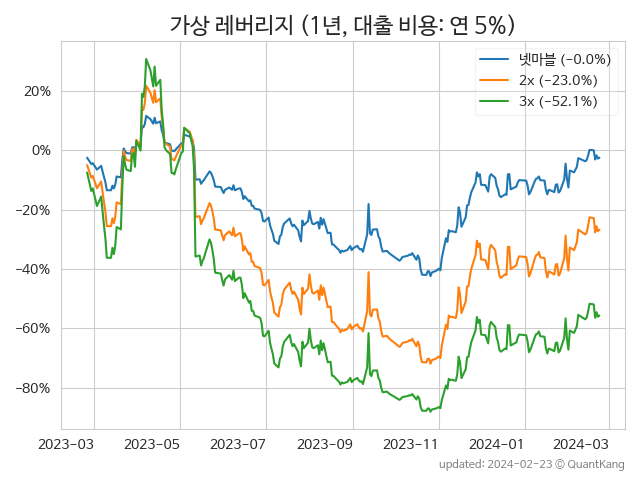 가상 레버리지 (1년, 대출 비용: 연 5%)
넷마블 (-0.0%)
2x (-23.0%)
3x (-52.1%)
20%
0%
-20%
-40%
-60%
-80%
2023-03
2023-05
2023-07
2023-09
2023-11
2024-01
2024-03
updated: 2024-02-23 © QuantKang